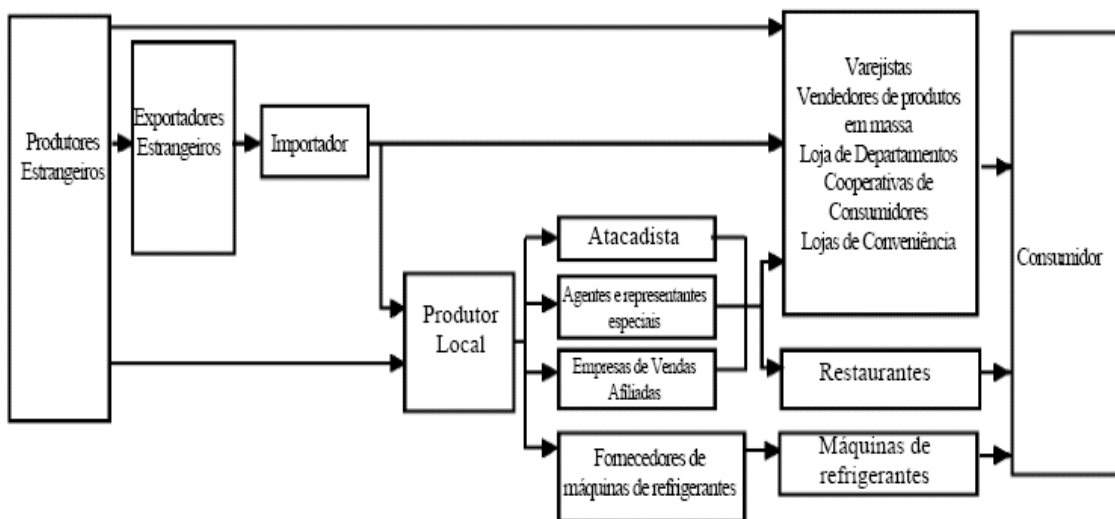 Produtores
Estrangeiros
Exportadores
Estrangeiros
Importador
Produtor
Local
Atacadista
Agentes e representantes
especiais
Empresas de Vendas
Afiliadas
Fornecedores de
máquinas de refrigerantes
Varejistas
Vendedores de produtos
em massa
Loja de Departamentos
Cooperativas de
Consumidores
Lojas de Conveniência
Restaurantes
Máquinas de
refrigerantes
Consumidor